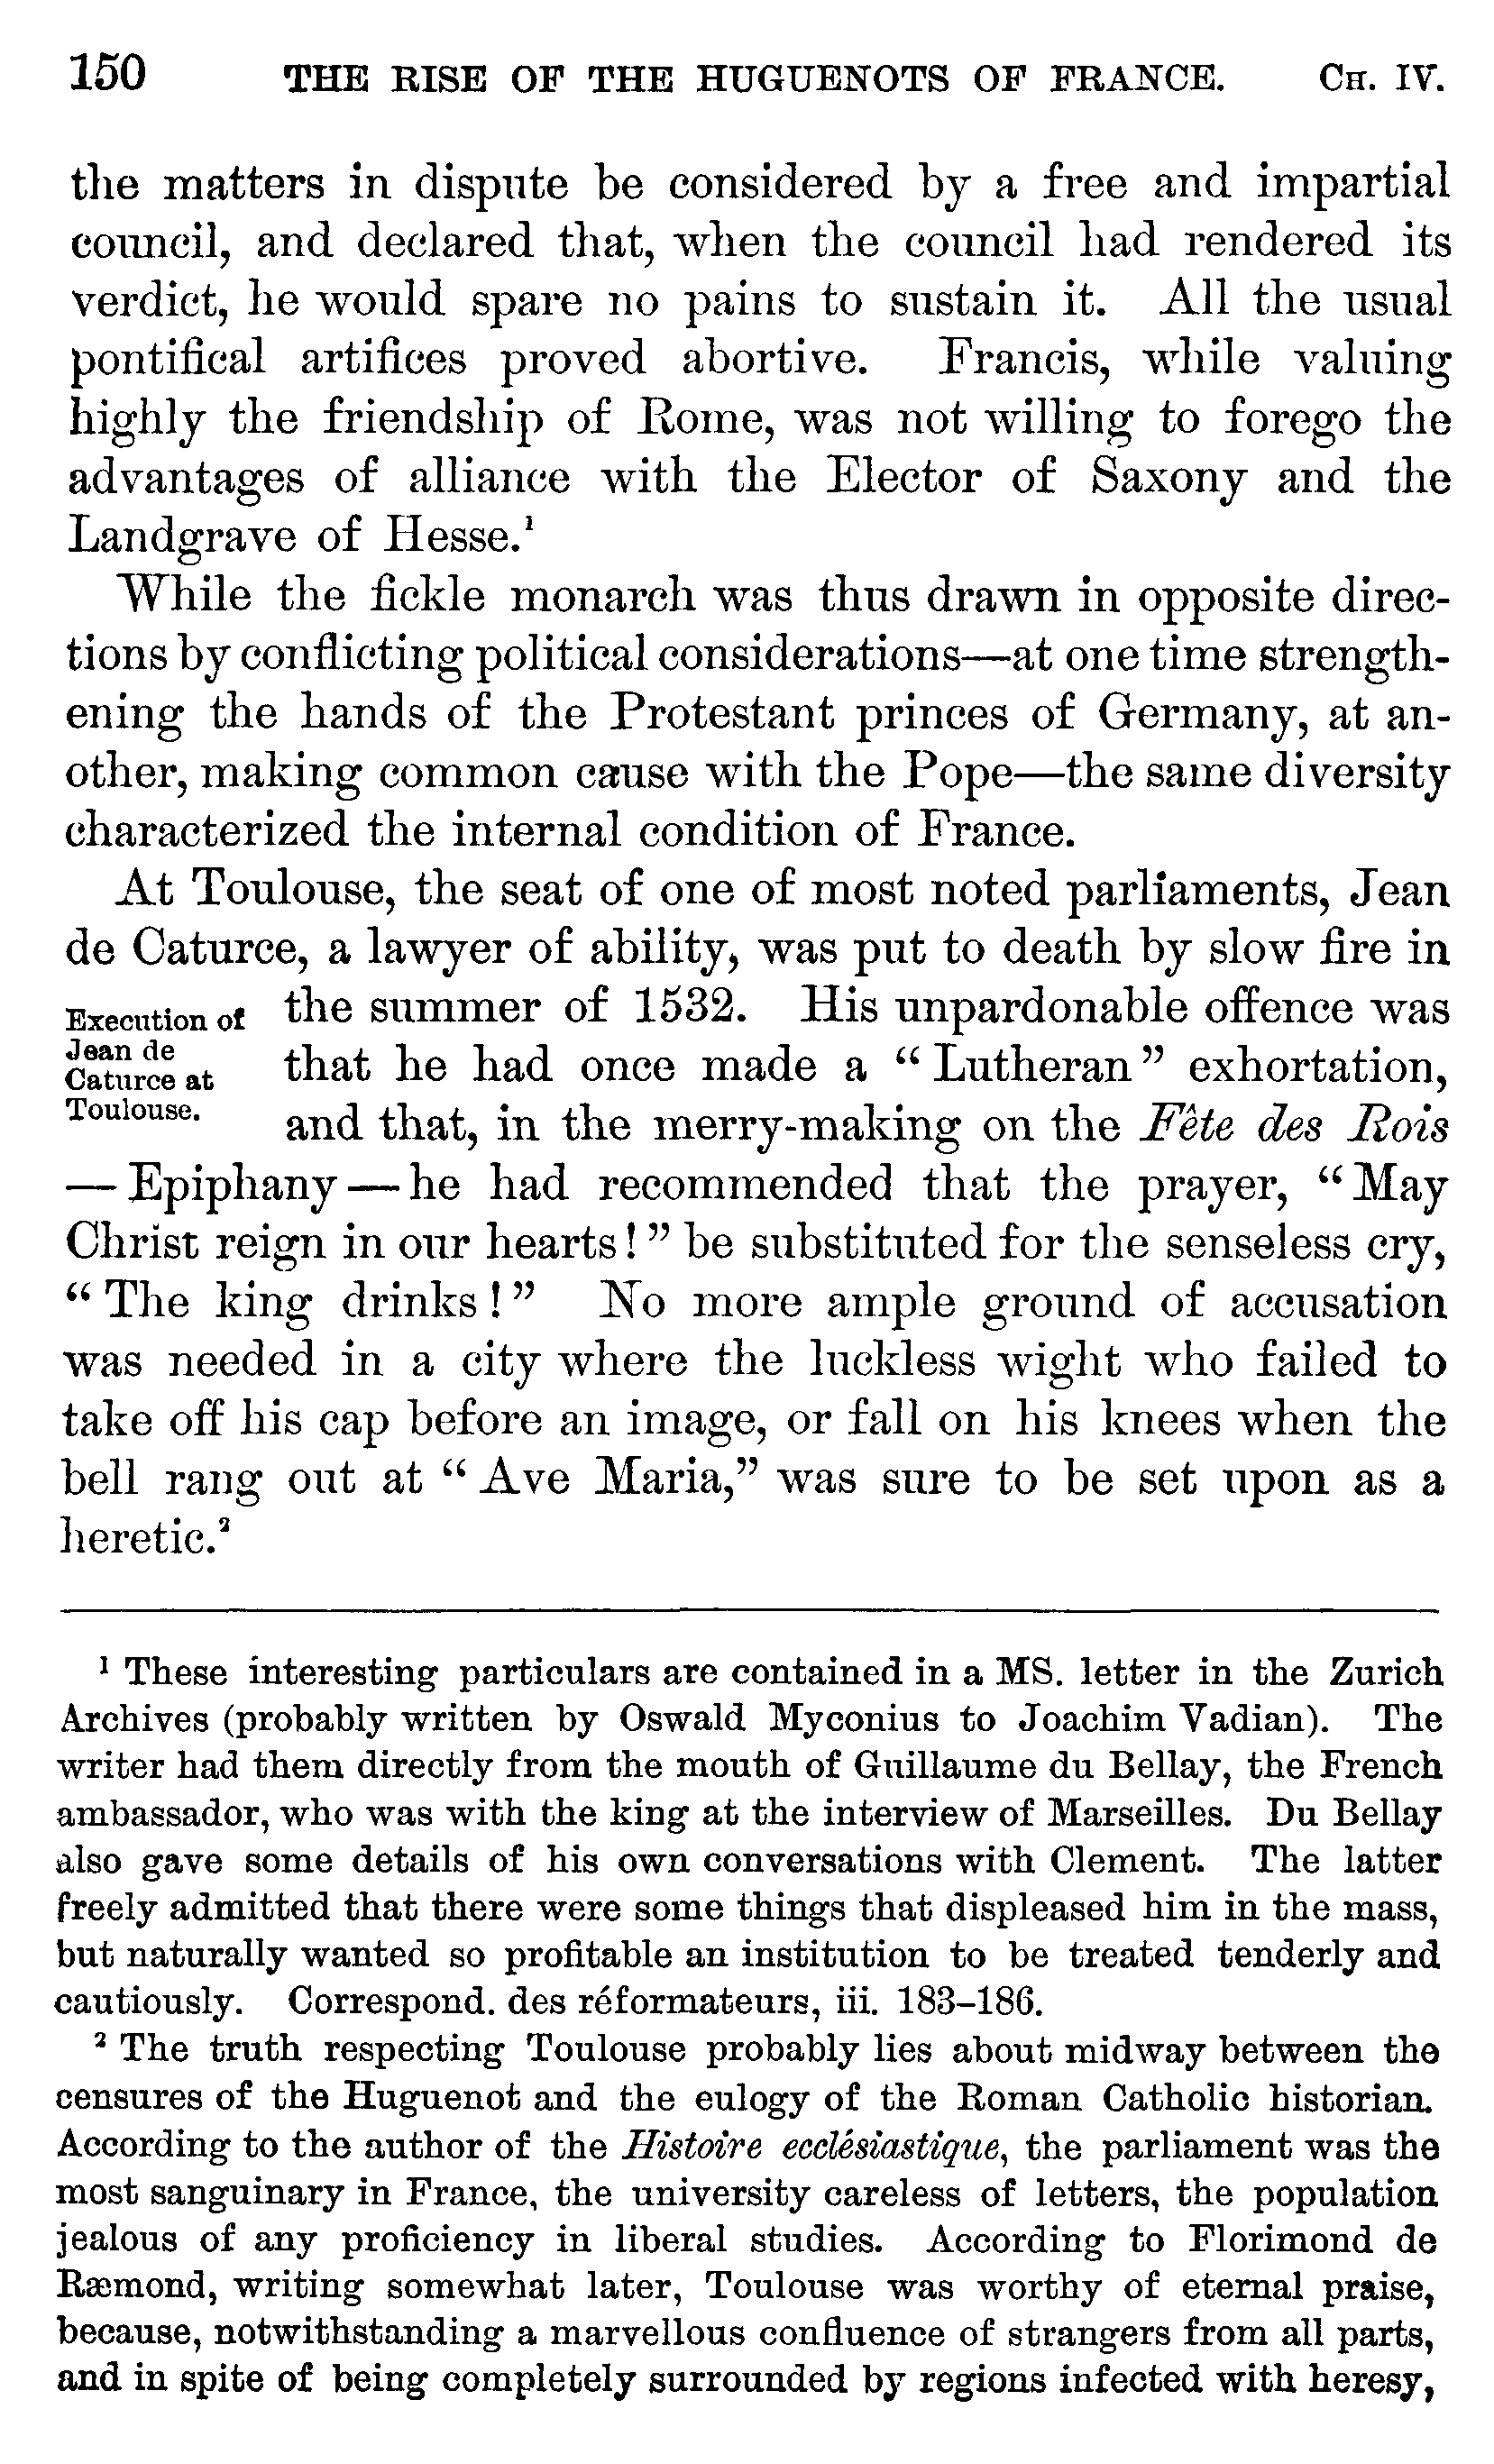 150 THE RISE OF THE HUGUENOTS OF FRANCE. CH. IV.
the matters in dispute be considered by a free and impartial
council, and declared that, when the council had rendered its
verdict, he would spare no pains to sustain it. All the usual
pontifical artifices proved abortive. Francis, while valuing
highly the friendship of Rome, was not willing to forego the
advantages of alliance with the Elector of Saxony and the
Landgrave of Hesse.¹
While the fickle monarch was thus drawn in opposite direc-
tions by conflicting political considerations—at one time strength-
ening the hands of the Protestant princes of Germany, at an-
other, making common cause with the Pope—the same diversity
characterized the internal condition of France.
At Toulouse, the seat of one of most noted parliaments, Jean
de Caturce, a lawyer of ability, was put to death by slow fire in
Execution of
Jean de
Caturce at
Toulouse.
the summer of 1532. His unpardonable offence was
that he had once made a "Lutheran" exhortation,
and that, in the merry-making on the Fête des Rois
—Epiphany—he had recommended that the prayer, "May
Christ reign in our hearts!" be substituted for the senseless cry,
"The king drinks!" No more ample ground of accusation
was needed in a city where the luckless wight who failed to
take off his cap before an image, or fall on his knees when the
bell rang out at "Ave Maria," was sure to be set upon as a
heretic.²
¹ These interesting particulars are contained in a MS. letter in the Zurich
Archives (probably written by Oswald Myconius to Joachim Vadian). The
writer had them directly from the mouth of Guillaume du Bellay, the French
ambassador, who was with the king at the interview of Marseilles. Du Bellay
also gave some details of his own conversations with Clement. The latter
freely admitted that there were some things that displeased him in the mass,
but naturally wanted so profitable an institution to be treated tenderly and
cautiously. Correspond. des réformateurs, iii. 183–186.
² The truth respecting Toulouse probably lies about midway between the
censures of the Huguenot and the eulogy of the Roman Catholic historian.
According to the author of the Histoire ecclésiastique, the parliament was the
most sanguinary in France, the university careless of letters, the population
jealous of any proficiency in liberal studies. According to Florimond de
Ræmond, writing somewhat later, Toulouse was worthy of eternal praise,
because, notwithstanding a marvellous confluence of strangers from all parts,
and in spite of being completely surrounded by regions infected with heresy,